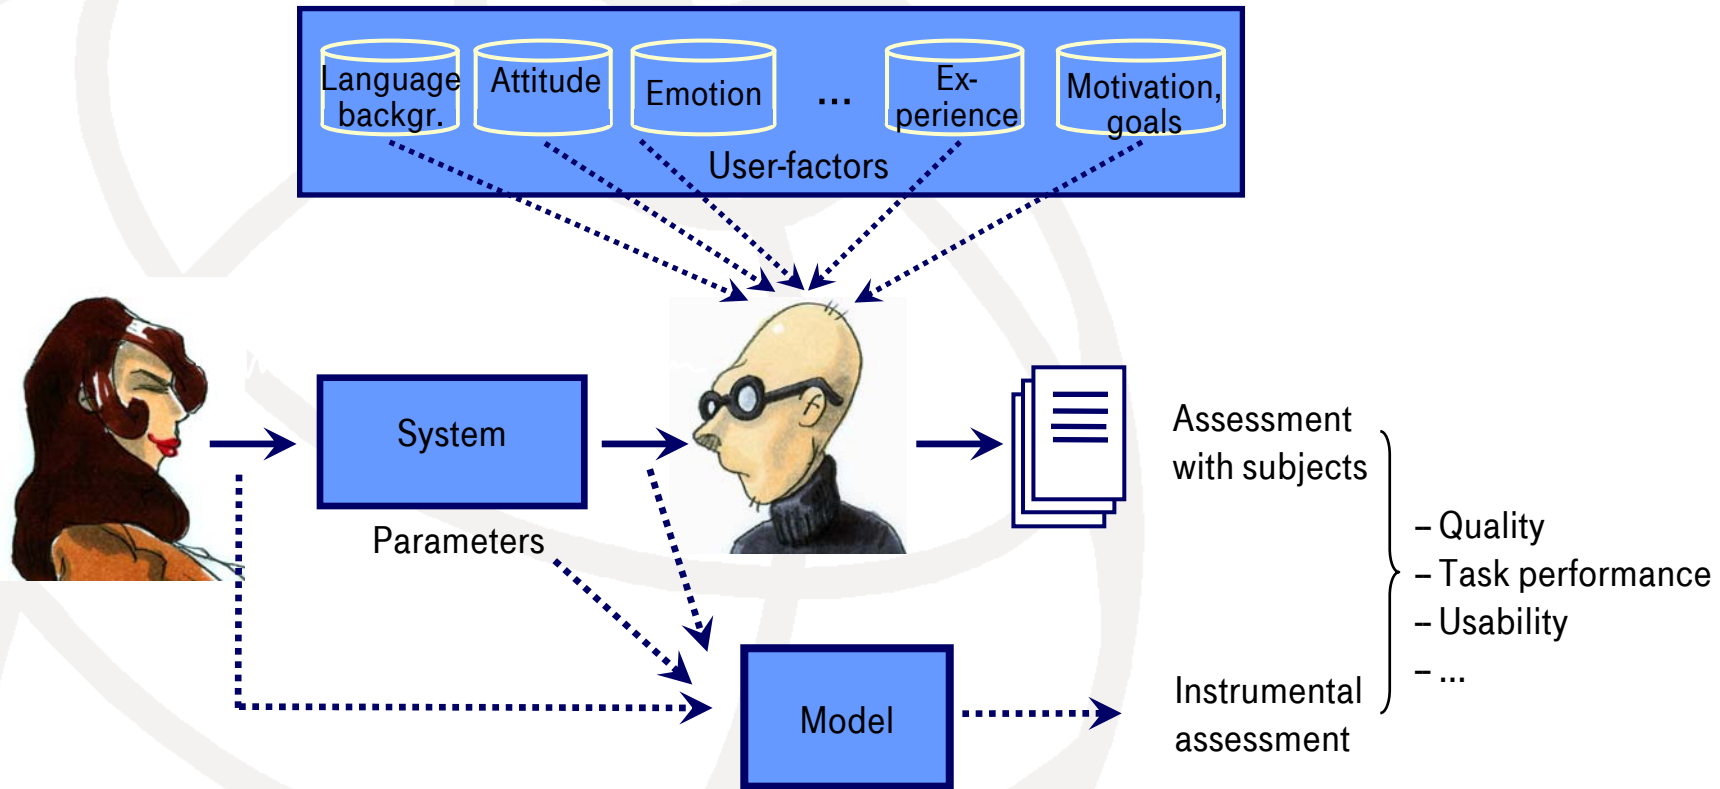 Language
backgr.
Attitude
Emotion
...
Ex-
perience
Motivation,
goals
User-factors
System
Parameters
Model
Assessment
with subjects
Instrumental
assessment
– Quality
– Task performance
– Usability
– ...